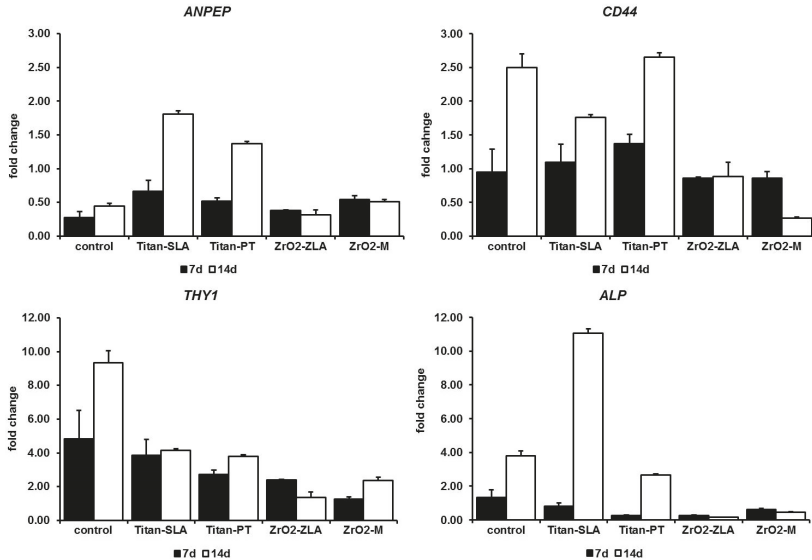 ANPEP
fold change
3.00
2.50
2.00
1.50
1.00
0.50
0.00
control Titan-SLA Titan-PT ZrO2-ZLA ZrO2-M
7d 14d
CD44
fold cahnge
3.00
2.50
2.00
1.50
1.00
0.50
0.00
control Titan-SLA Titan-PT ZrO2-ZLA ZrO2-M
7d 14d
THY1
fold change
12.00
10.00
8.00
6.00
4.00
2.00
0.00
control Titan-SLA Titan-PT ZrO2-ZLA ZrO2-M
7d 14d
ALP
fold change
12.00
10.00
8.00
6.00
4.00
2.00
0.00
control Titan-SLA Titan-PT ZrO2-ZLA ZrO2-M
7d 14d